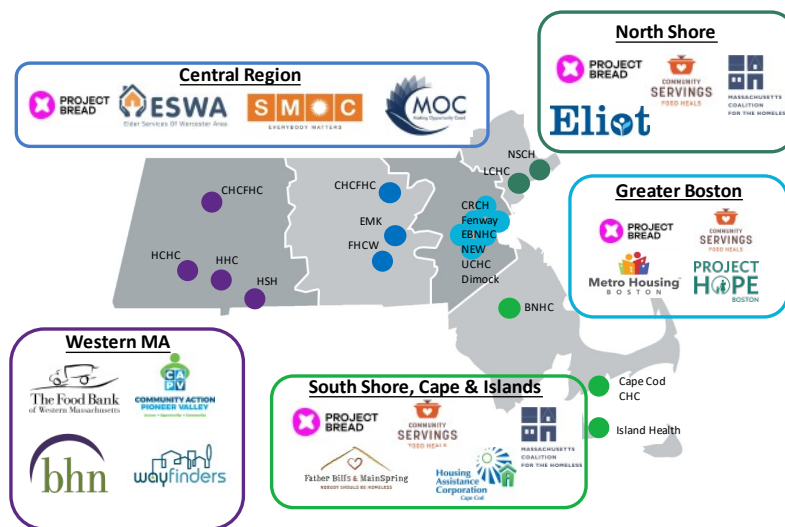 Central Region
PROJECT
BREAD
ESWA
Elder Services Of Worcester Area
SMOC
EVERYBODY MATTERS
MOC
Making Opportunity Count
North Shore
PROJECT
BREAD
COMMUNITY
SERVINGS
FOOD HEALS
MASSACHUSETTS
COALITION
FOR THE HOMELESS
Eliot
NSCH
LCHC
CHCFHC
CHCFHC
CRCH
Fenway
EMK
EBNHC
FHCW
NEW
HCHC
HHC
UCHC
HSH
Dimock
BNHC
Cape Cod
CHC
Island Health
Greater Boston
PROJECT
BREAD
COMMUNITY
SERVINGS
FOOD HEALS
Metro Housing
BOSTON
PROJECT
HOPE
BOSTON
Western MA
The Food Bank
of Western Massachusetts
CAPV
COMMUNITY ACTION
PIONEER VALLEY
bhn
wayfinders
South Shore, Cape & Islands
PROJECT
BREAD
COMMUNITY
SERVINGS
FOOD HEALS
MASSACHUSETTS
COALITION
FOR THE HOMELESS
Father Bill's & MainSpring
NOBODY SHOULD BE HOMELESS
Housing
Assistance
Corporation
Cape Cod